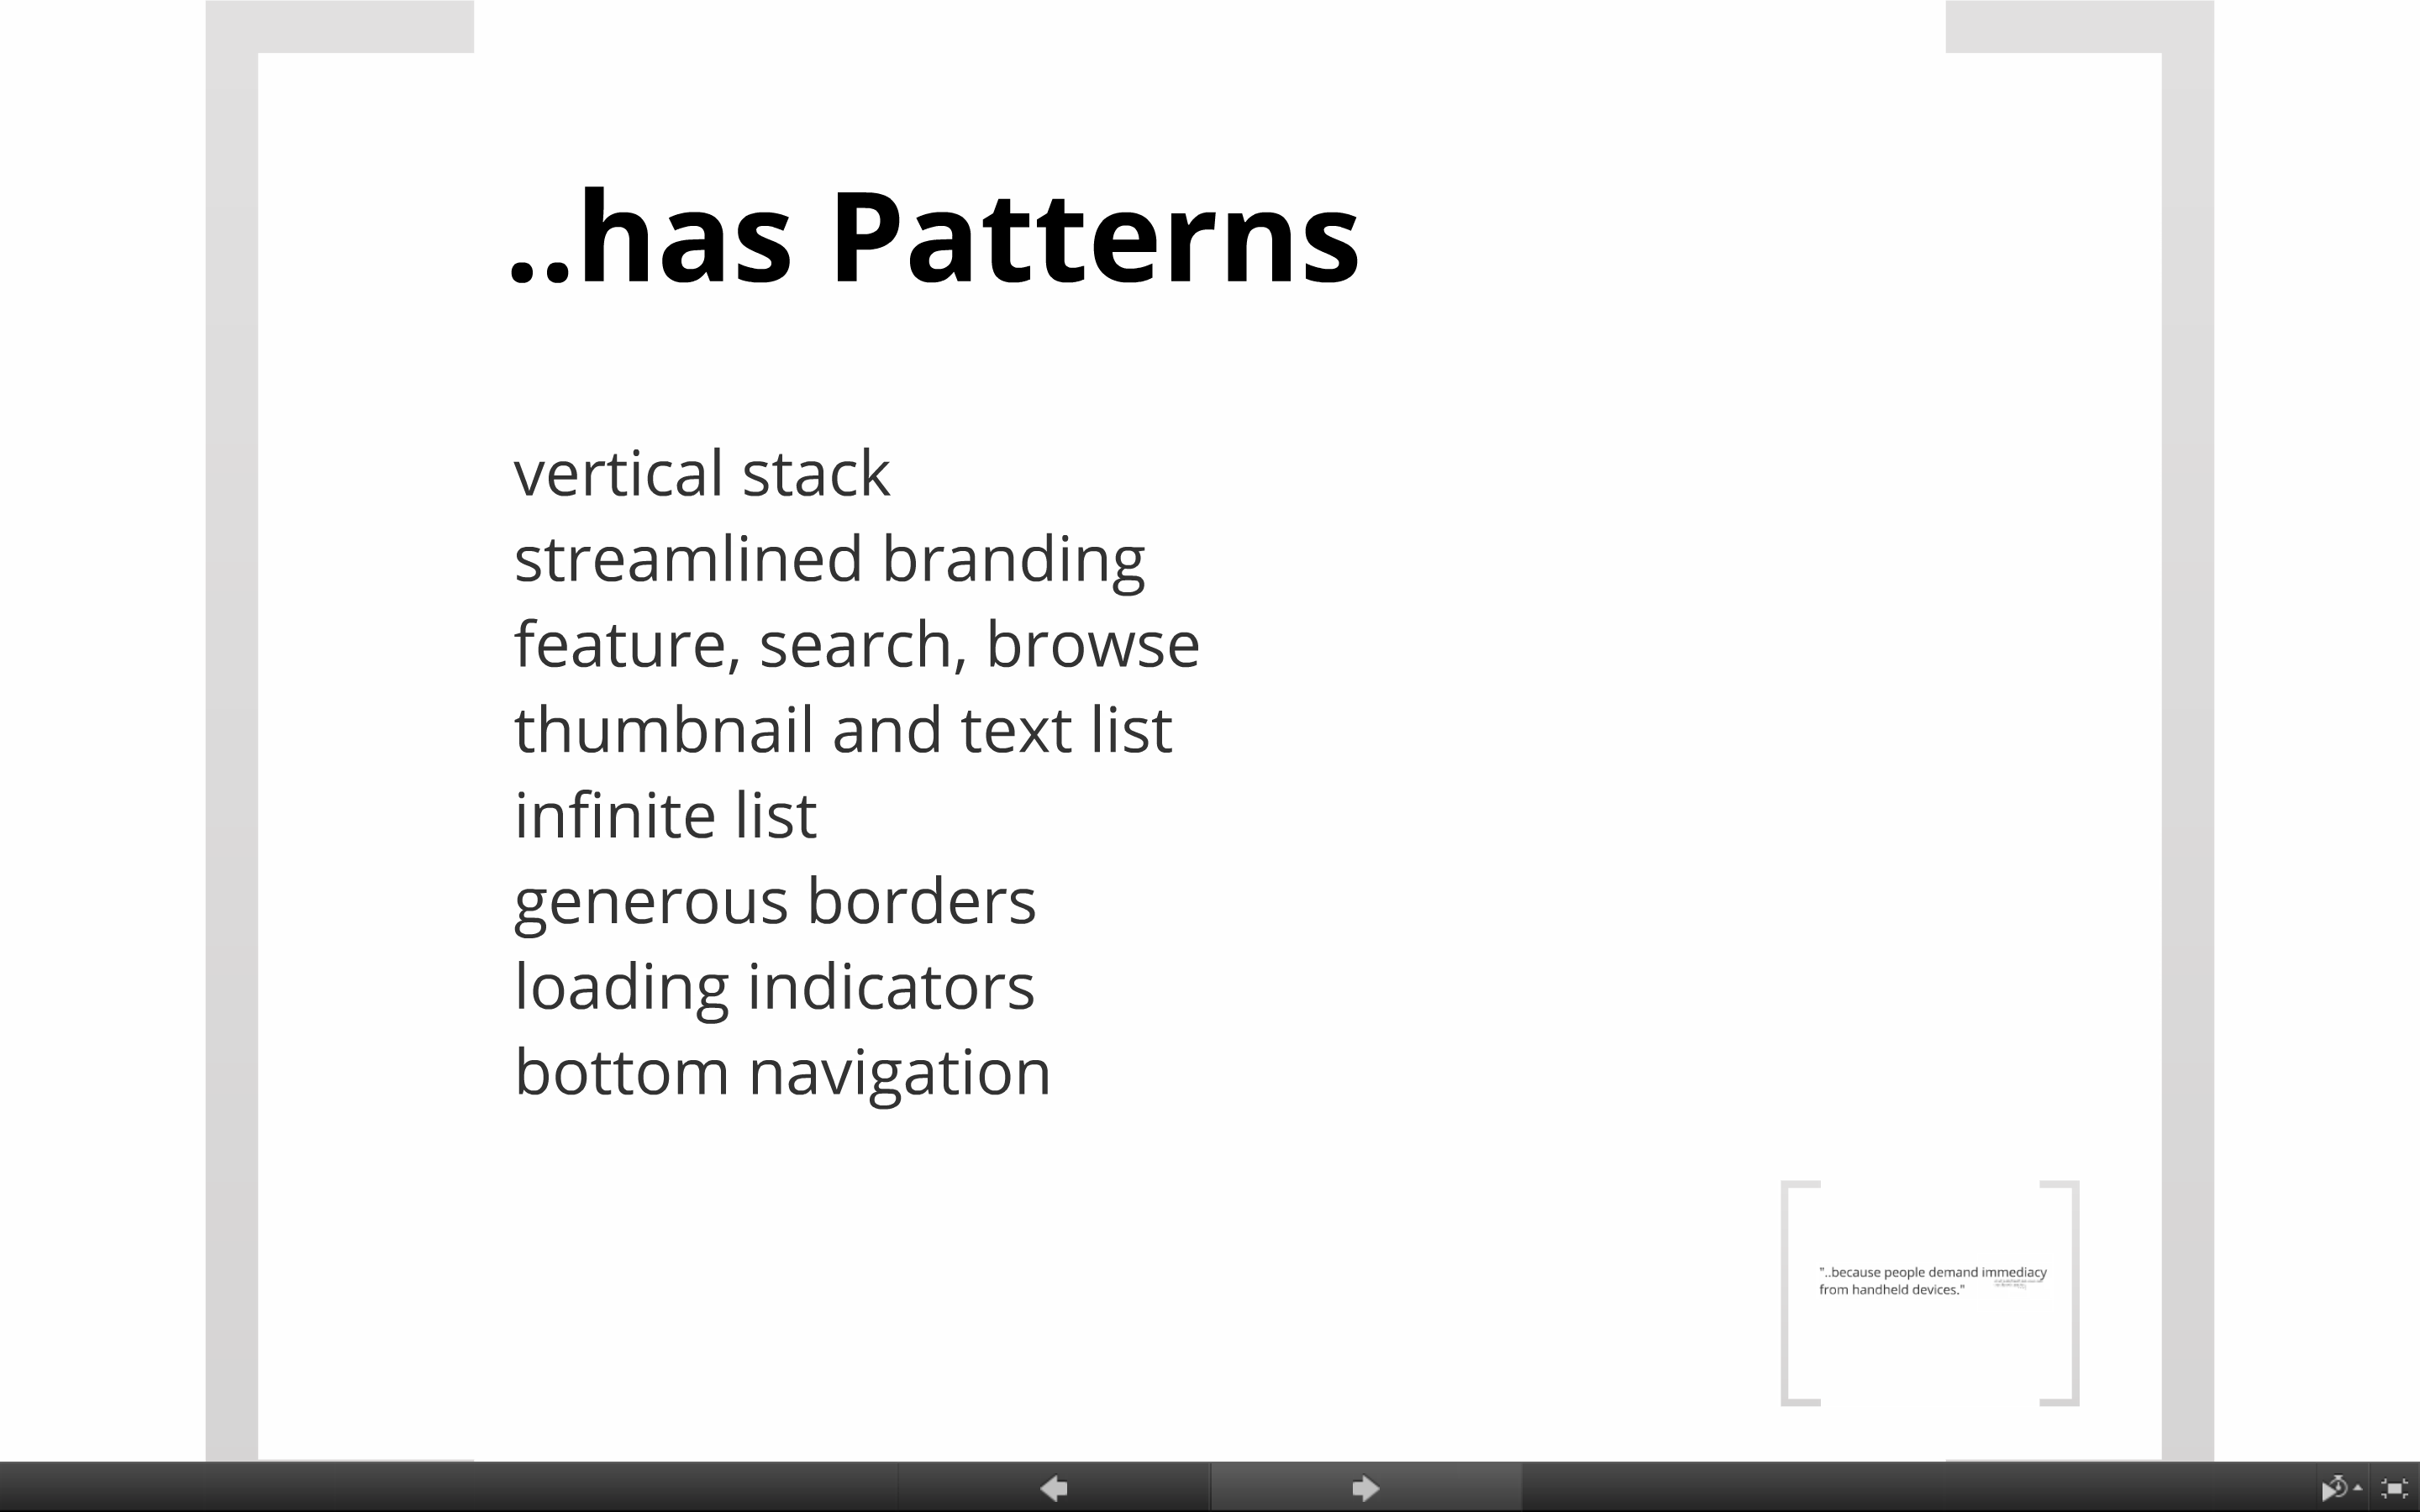 ..has Patterns
vertical stack
streamlined branding
feature, search, browse
thumbnail and text list
infinite list
generous borders
loading indicators
bottom navigation
"..because people demand immediacy
from handheld devices."